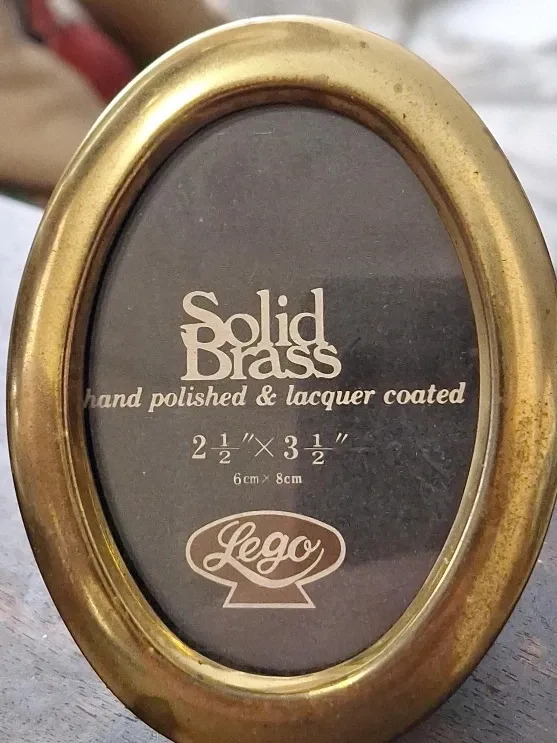 Solid
Brass
hand polished & lacquer coated
2 1/2" × 3 1/2"
6cm × 8cm
Lego